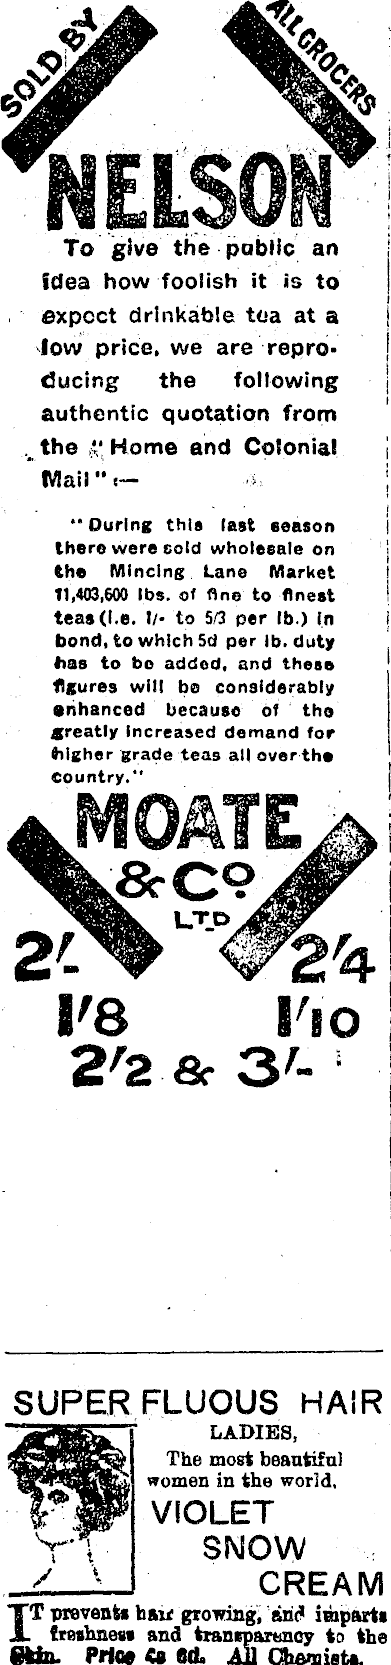 SOLD BY
ALL GROCERS
NELSON
To give the public an
idea how foolish it is to
expect drinkable tea at a
low price, we are repro-
ducing the following
authentic quotation from
the "Home and Colonial
Mail" :—
"During this last season
there were sold wholesale on
the Mincing Lane Market
11,403,600 lbs. of fine to finest
teas (i.e. 1/- to 5/3 per lb.) in
bond, to which 5d per lb. duty
has to be added, and these
figures will be considerably
enhanced because of the
greatly increased demand for
higher grade teas all over the
country."
MOATE
& Co.
LTD
2/- 2/4
1/8 1/10
2/2 & 3/-
SUPERFLUOUS HAIR
LADIES,
The most beautiful
women in the world,
VIOLET
SNOW
CREAM
IT prevents hair growing, and imparts
freshness and transparency to the
Skin. Price 6d. All Chemists.